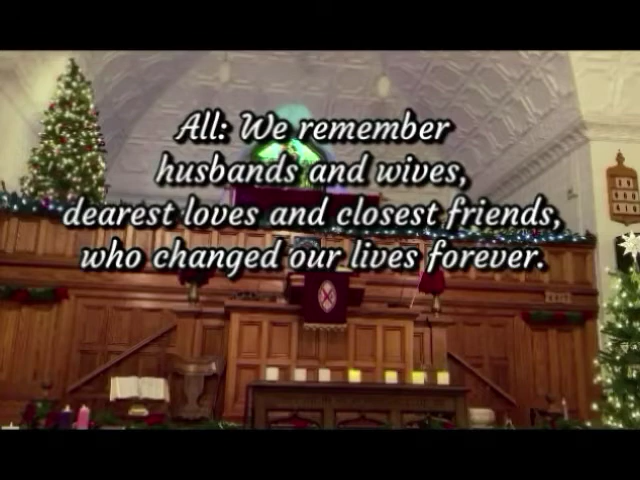 All: We remember
husbands and wives,
dearest loves and closest friends,
who changed our lives forever.